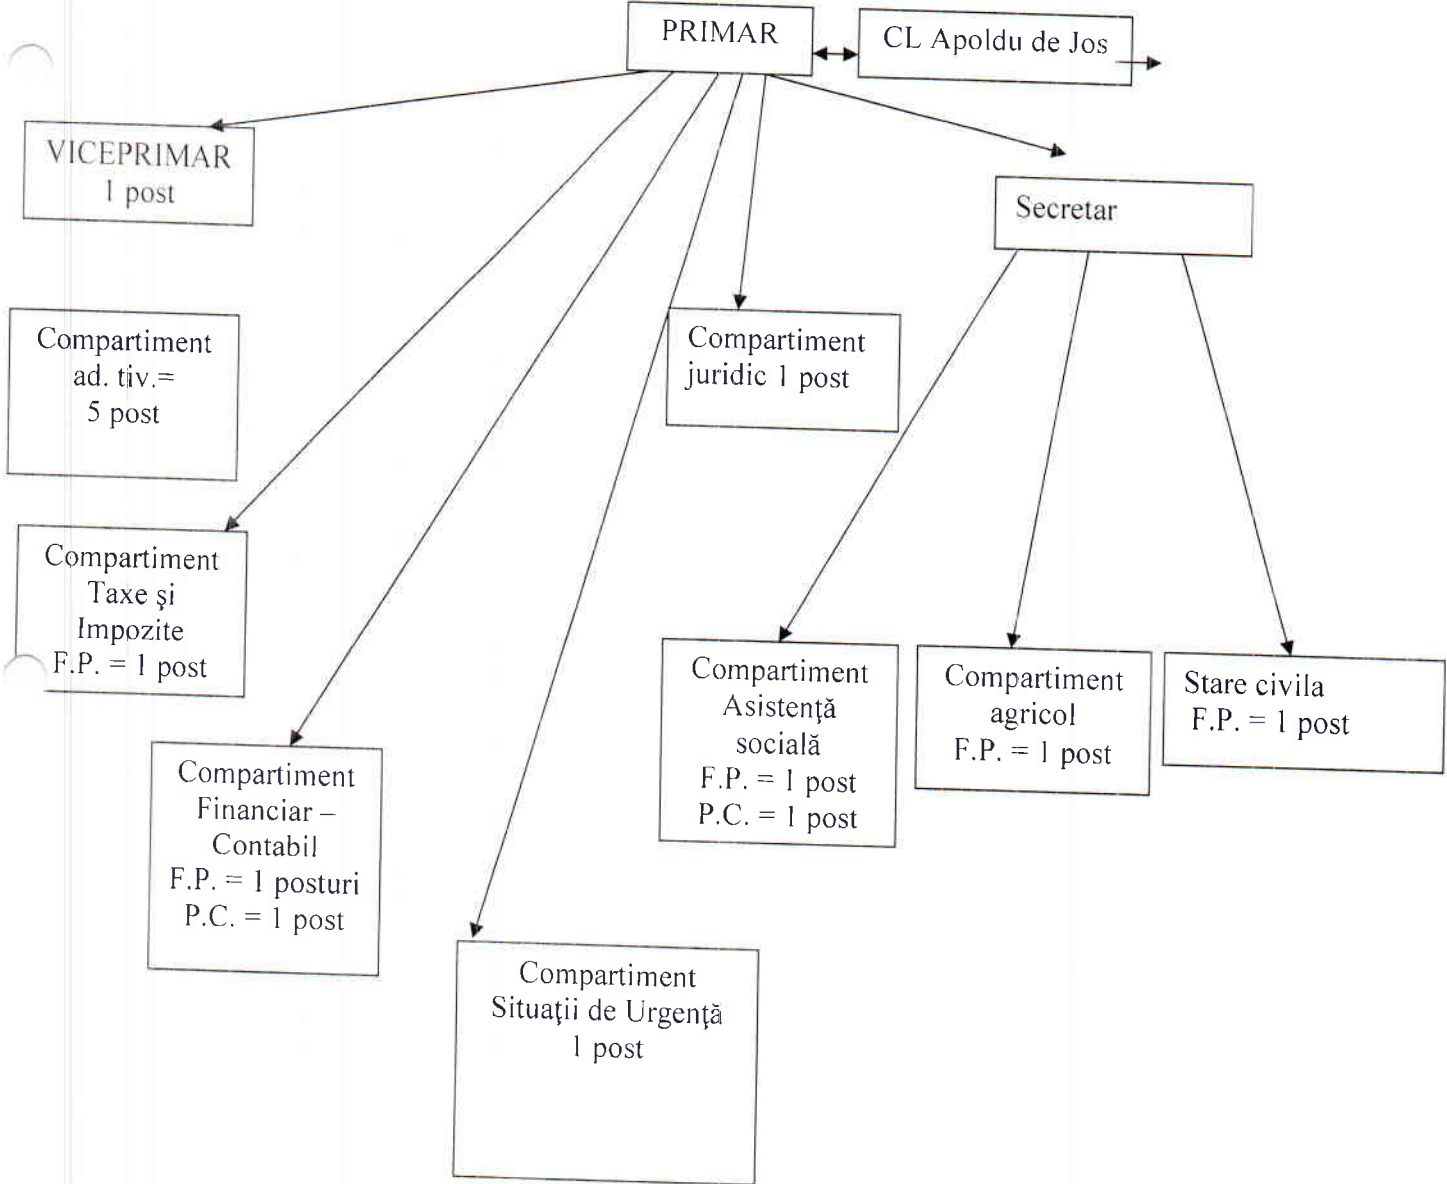 PRIMAR
CL Apoldu de Jos
VICEPRIMAR
1 post
Secretar
Compartiment
ad. tiv.=
5 post
Compartiment
juridic 1 post
Compartiment
Taxe şi
Impozite
F.P. = 1 post
Compartiment
Asistenţă
socială
F.P. = 1 post
P.C. = 1 post
Compartiment
agricol
F.P. = 1 post
Stare civila
F.P. = 1 post
Compartiment
Financiar –
Contabil
F.P. = 1 posturi
P.C. = 1 post
Compartiment
Situaţii de Urgenţă
1 post